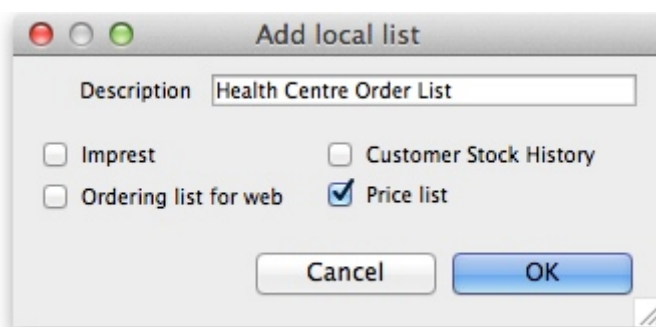 Add local list
Description Health Centre Order List
Imprest Customer Stock History
Ordering list for web Price list
Cancel OK